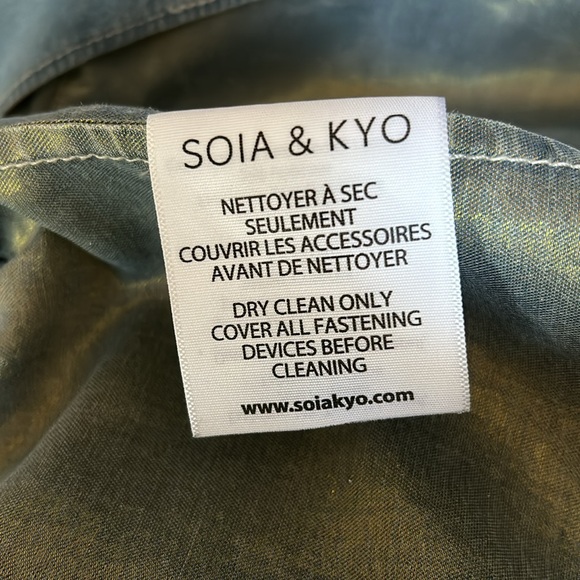 SOIA & KYO
NETTOYER À SEC
SEULEMENT
COUVRIR LES ACCESSOIRES
AVANT DE NETTOYER
DRY CLEAN ONLY
COVER ALL FASTENING
DEVICES BEFORE
CLEANING
www.soiakyo.com